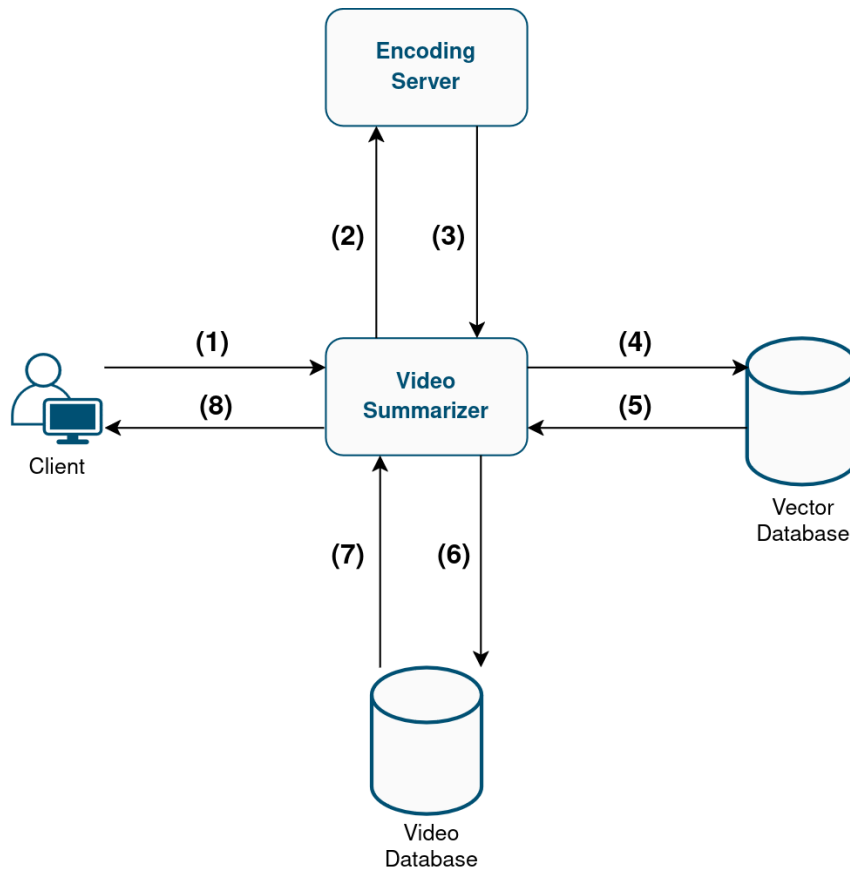 Encoding
Server
(2)
(3)
(1)
(4)
Video
Summarizer
(8)
(5)
Client
Vector
Database
(7)
(6)
Video
Database